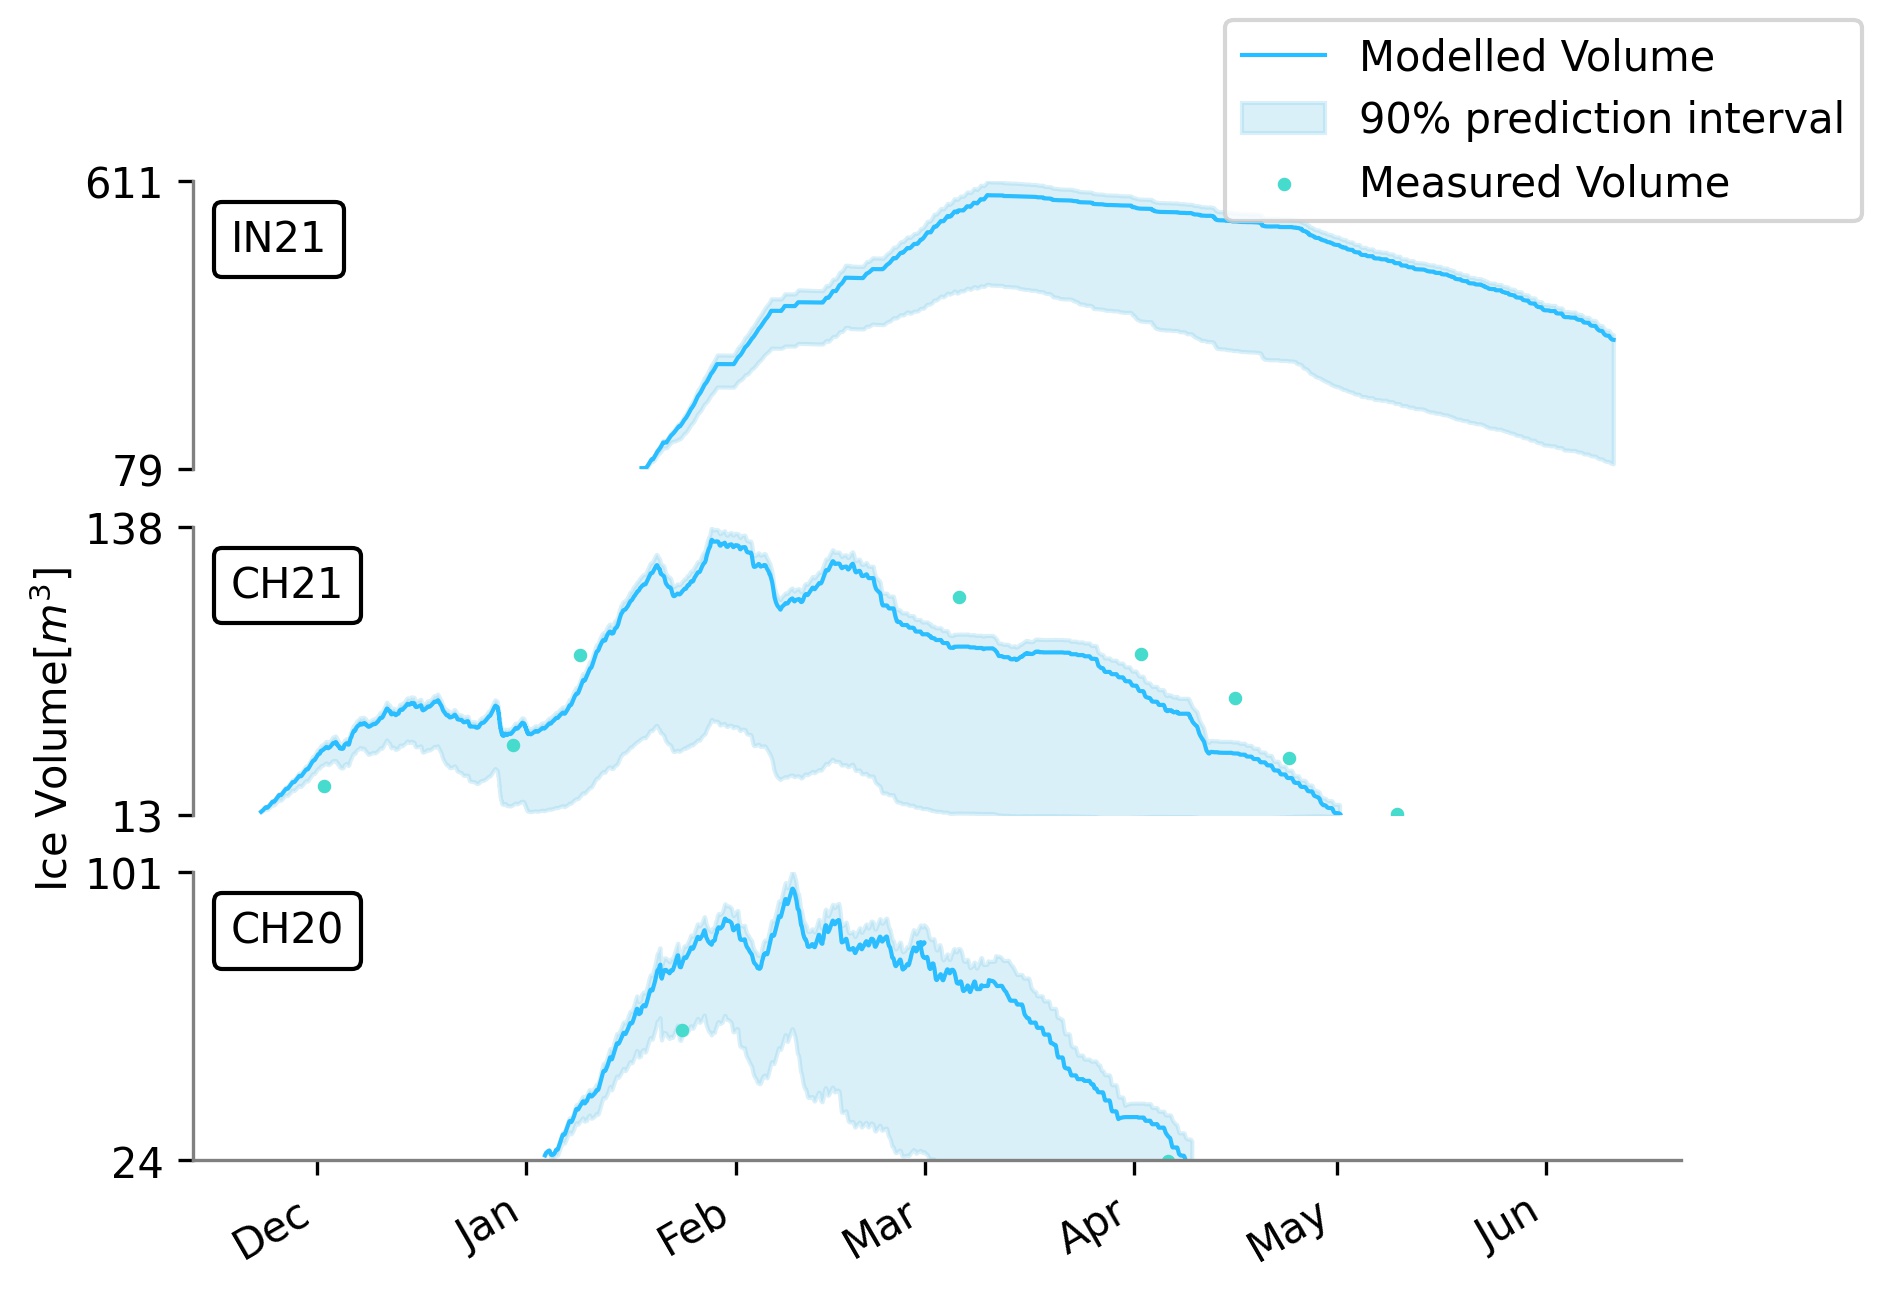 Modelled Volume
90% prediction interval
Measured Volume
611
IN21
79
138
CH21
13
Ice Volume[m³]
101
CH20
24
Dec Jan Feb Mar Apr May Jun